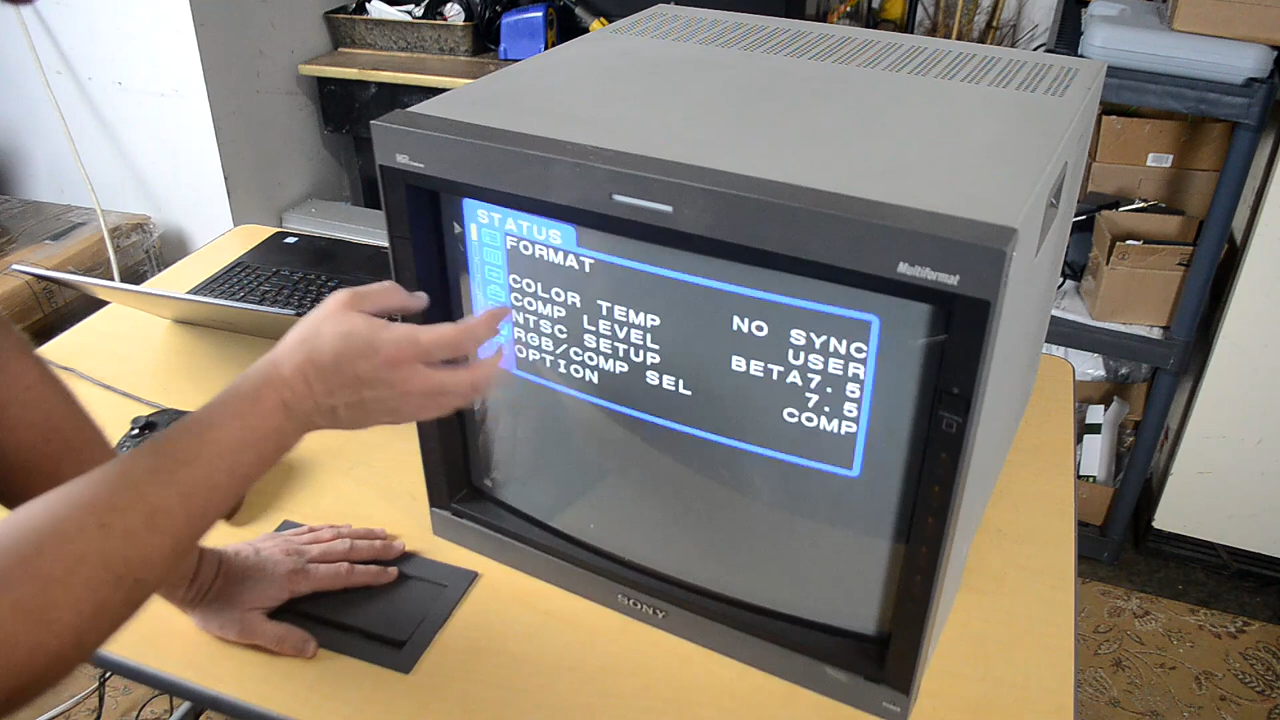 HR
Multiformat
STATUS
FORMAT NO SYNC
COLOR TEMP USER
COMP LEVEL BETA7.5
NTSC SETUP 7.5
RGB/COMP SEL COMP
OPTION
SONY